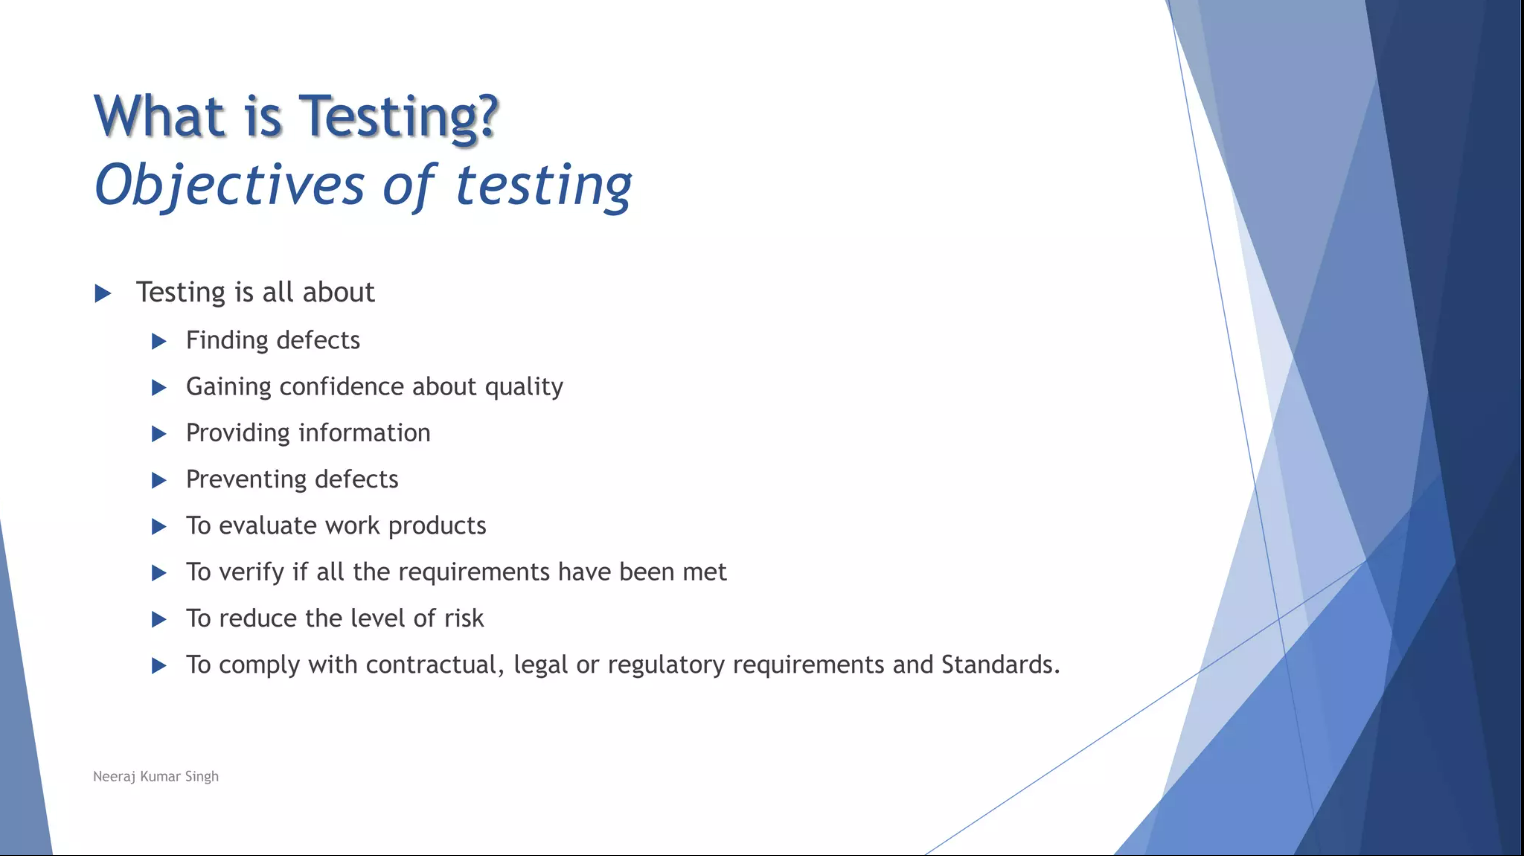 What is Testing?
Objectives of testing
Testing is all about
Finding defects
Gaining confidence about quality
Providing information
Preventing defects
To evaluate work products
To verify if all the requirements have been met
To reduce the level of risk
To comply with contractual, legal or regulatory requirements and Standards.
Neeraj Kumar Singh